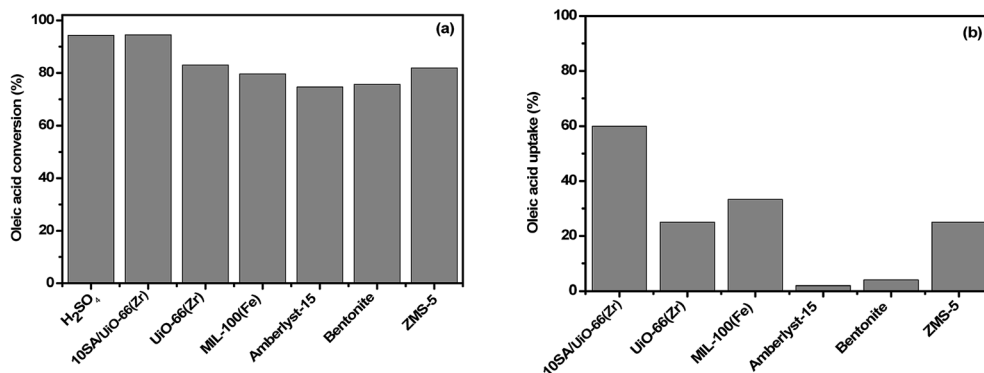 (a)
Oleic acid conversion (%)
100
80
60
40
20
0
H₂SO₄
10SA/UiO-66(Zr)
UiO-66(Zr)
MIL-100(Fe)
Amberlyst-15
Bentonite
ZMS-5
(b)
Oleic acid uptake (%)
100
80
60
40
20
0
10SA/UiO-66(Zr)
UiO-66(Zr)
MIL-100(Fe)
Amberlyst-15
Bentonite
ZMS-5